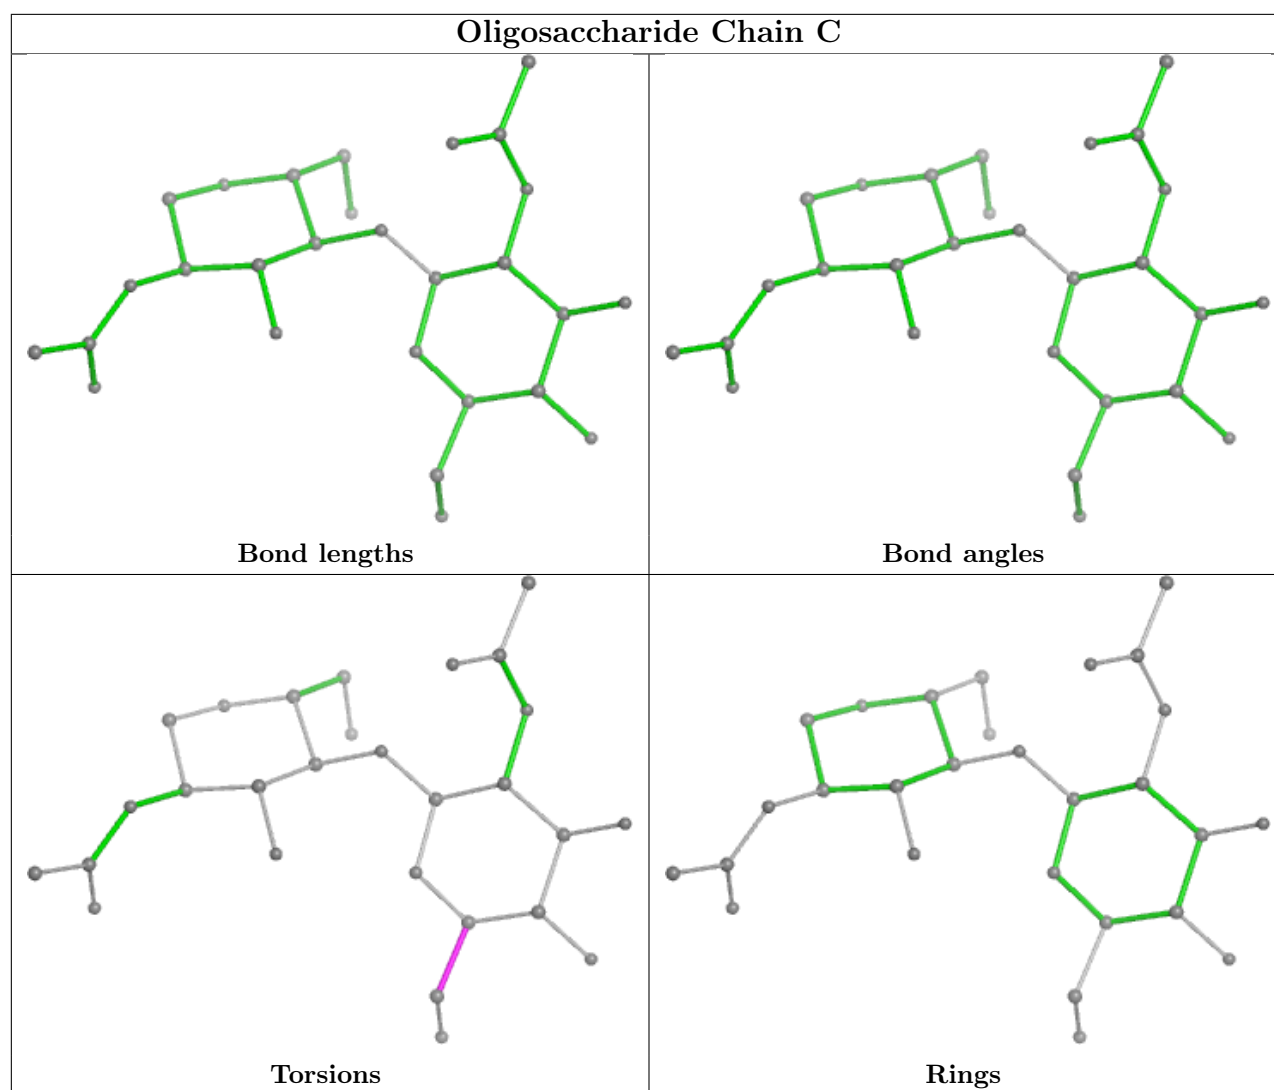 Oligosaccharide Chain C
Bond lengths
Bond angles
Torsions
Rings